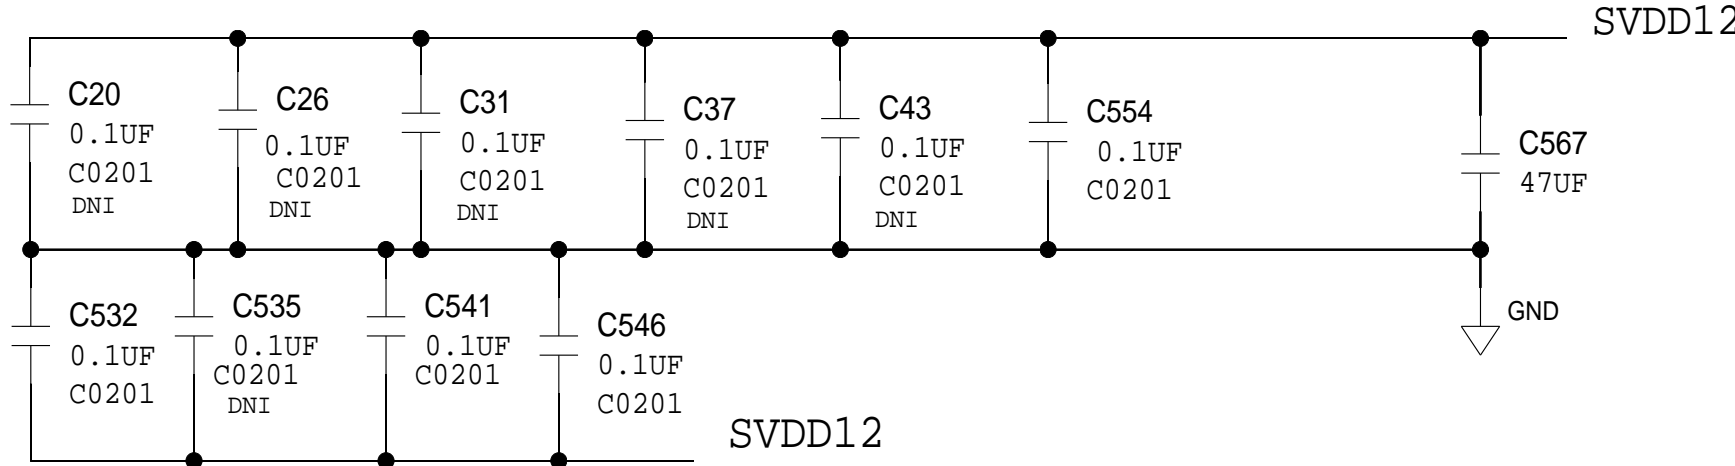 SVDD12
C20
0.1UF
C0201
DNI
C26
0.1UF
C0201
DNI
C31
0.1UF
C0201
DNI
C37
0.1UF
C0201
DNI
C43
0.1UF
C0201
DNI
C554
0.1UF
C0201
C567
47UF
C532
0.1UF
C0201
C535
0.1UF
C0201
DNI
C541
0.1UF
C0201
C546
0.1UF
C0201
GND
SVDD12